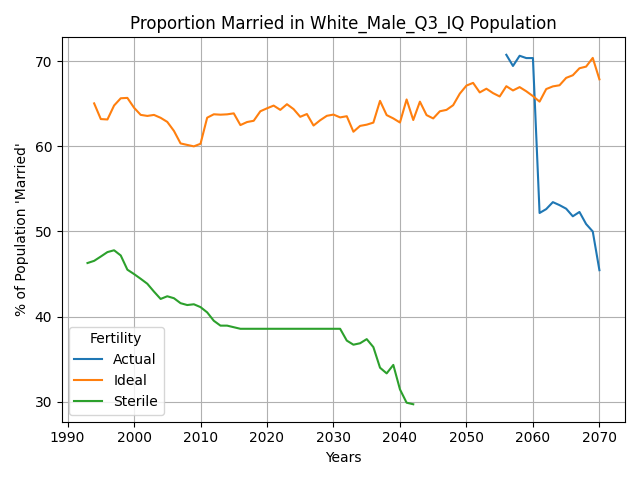 Proportion Married in White_Male_Q3_IQ Population
% of Population 'Married'
70
60
50
40
30
Fertility
Actual
Ideal
Sterile
1990 2000 2010 2020 2030 2040 2050 2060 2070
Years